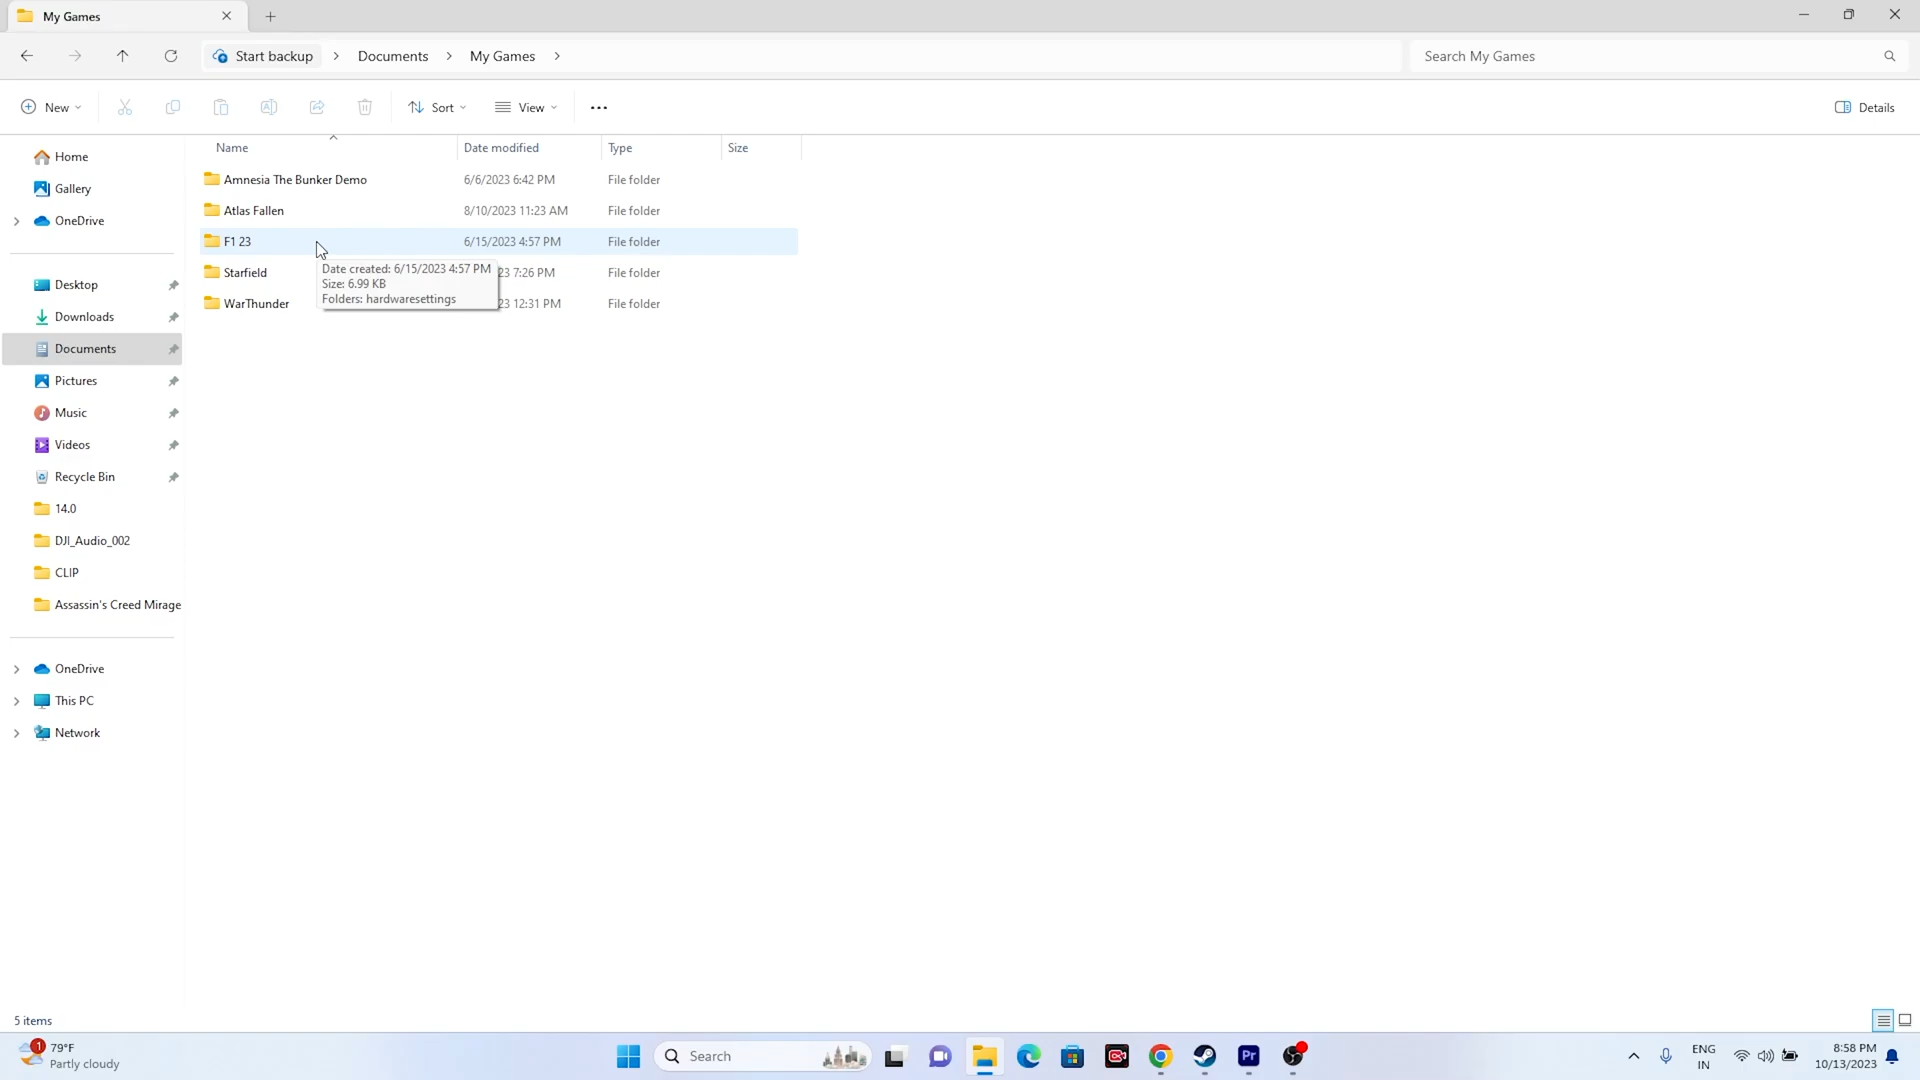 My Games
Start backup
Documents
My Games
Search My Games
New
Sort
View
Details
Name
Date modified
Type
Size
Amnesia The Bunker Demo
6/6/2023 6:42 PM
File folder
Atlas Fallen
8/10/2023 11:23 AM
File folder
F1 23
6/15/2023 4:57 PM
File folder
Starfield
23 7:26 PM
File folder
WarThunder
23 12:31 PM
File folder
Date created: 6/15/2023 4:57 PM
Size: 6.99 KB
Folders: hardwaresettings
Home
Gallery
OneDrive
Desktop
Downloads
Documents
Pictures
Music
Videos
Recycle Bin
14.0
DJI_Audio_002
CLIP
Assassin's Creed Mirage
OneDrive
This PC
Network
5 items
1
79°F
Partly cloudy
Search
Pr
ENG
IN
8:58 PM
10/13/2023